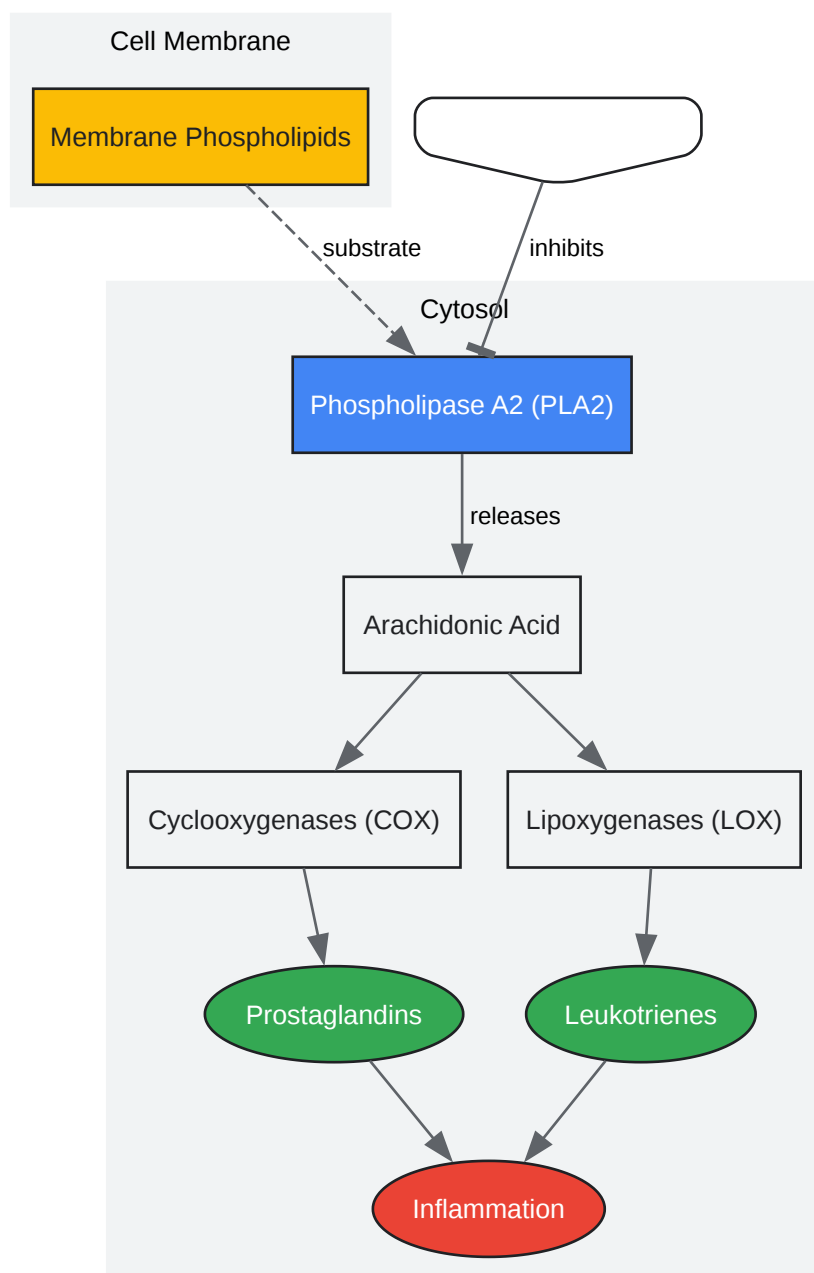 Cell Membrane
Membrane Phospholipids
substrate
inhibits
Cytosol
Phospholipase A2 (PLA2)
releases
Arachidonic Acid
Cyclooxygenases (COX)
Lipoxygenases (LOX)
Prostaglandins
Leukotrienes
Inflammation